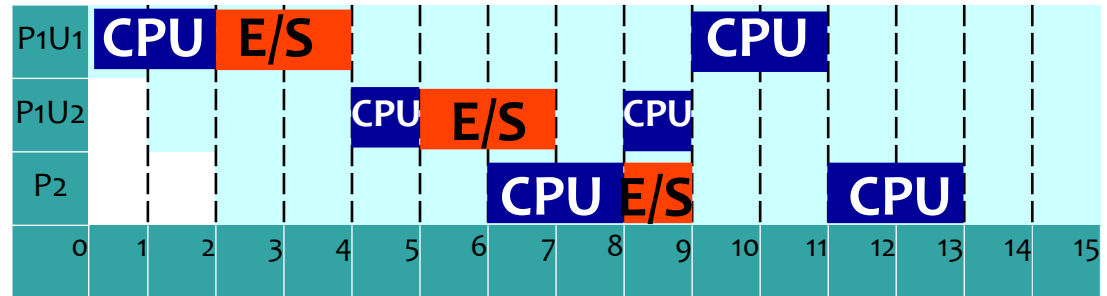 P1U1 CPU E/S CPU
P1U2 CPU E/S CPU
P2 CPU E/S CPU
0 1 2 3 4 5 6 7 8 9 10 11 12 13 14 15